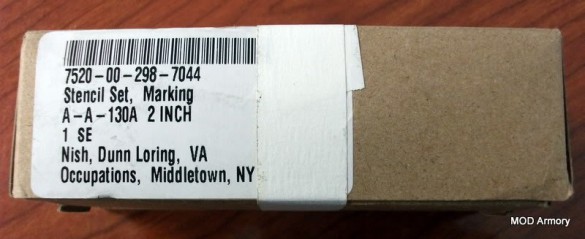 7520-00-298-7044
Stencil Set, Marking
A-A-130A 2 INCH
1 SE
Nish, Dunn Loring, VA
Occupations, Middletown, NY
MOD Armory